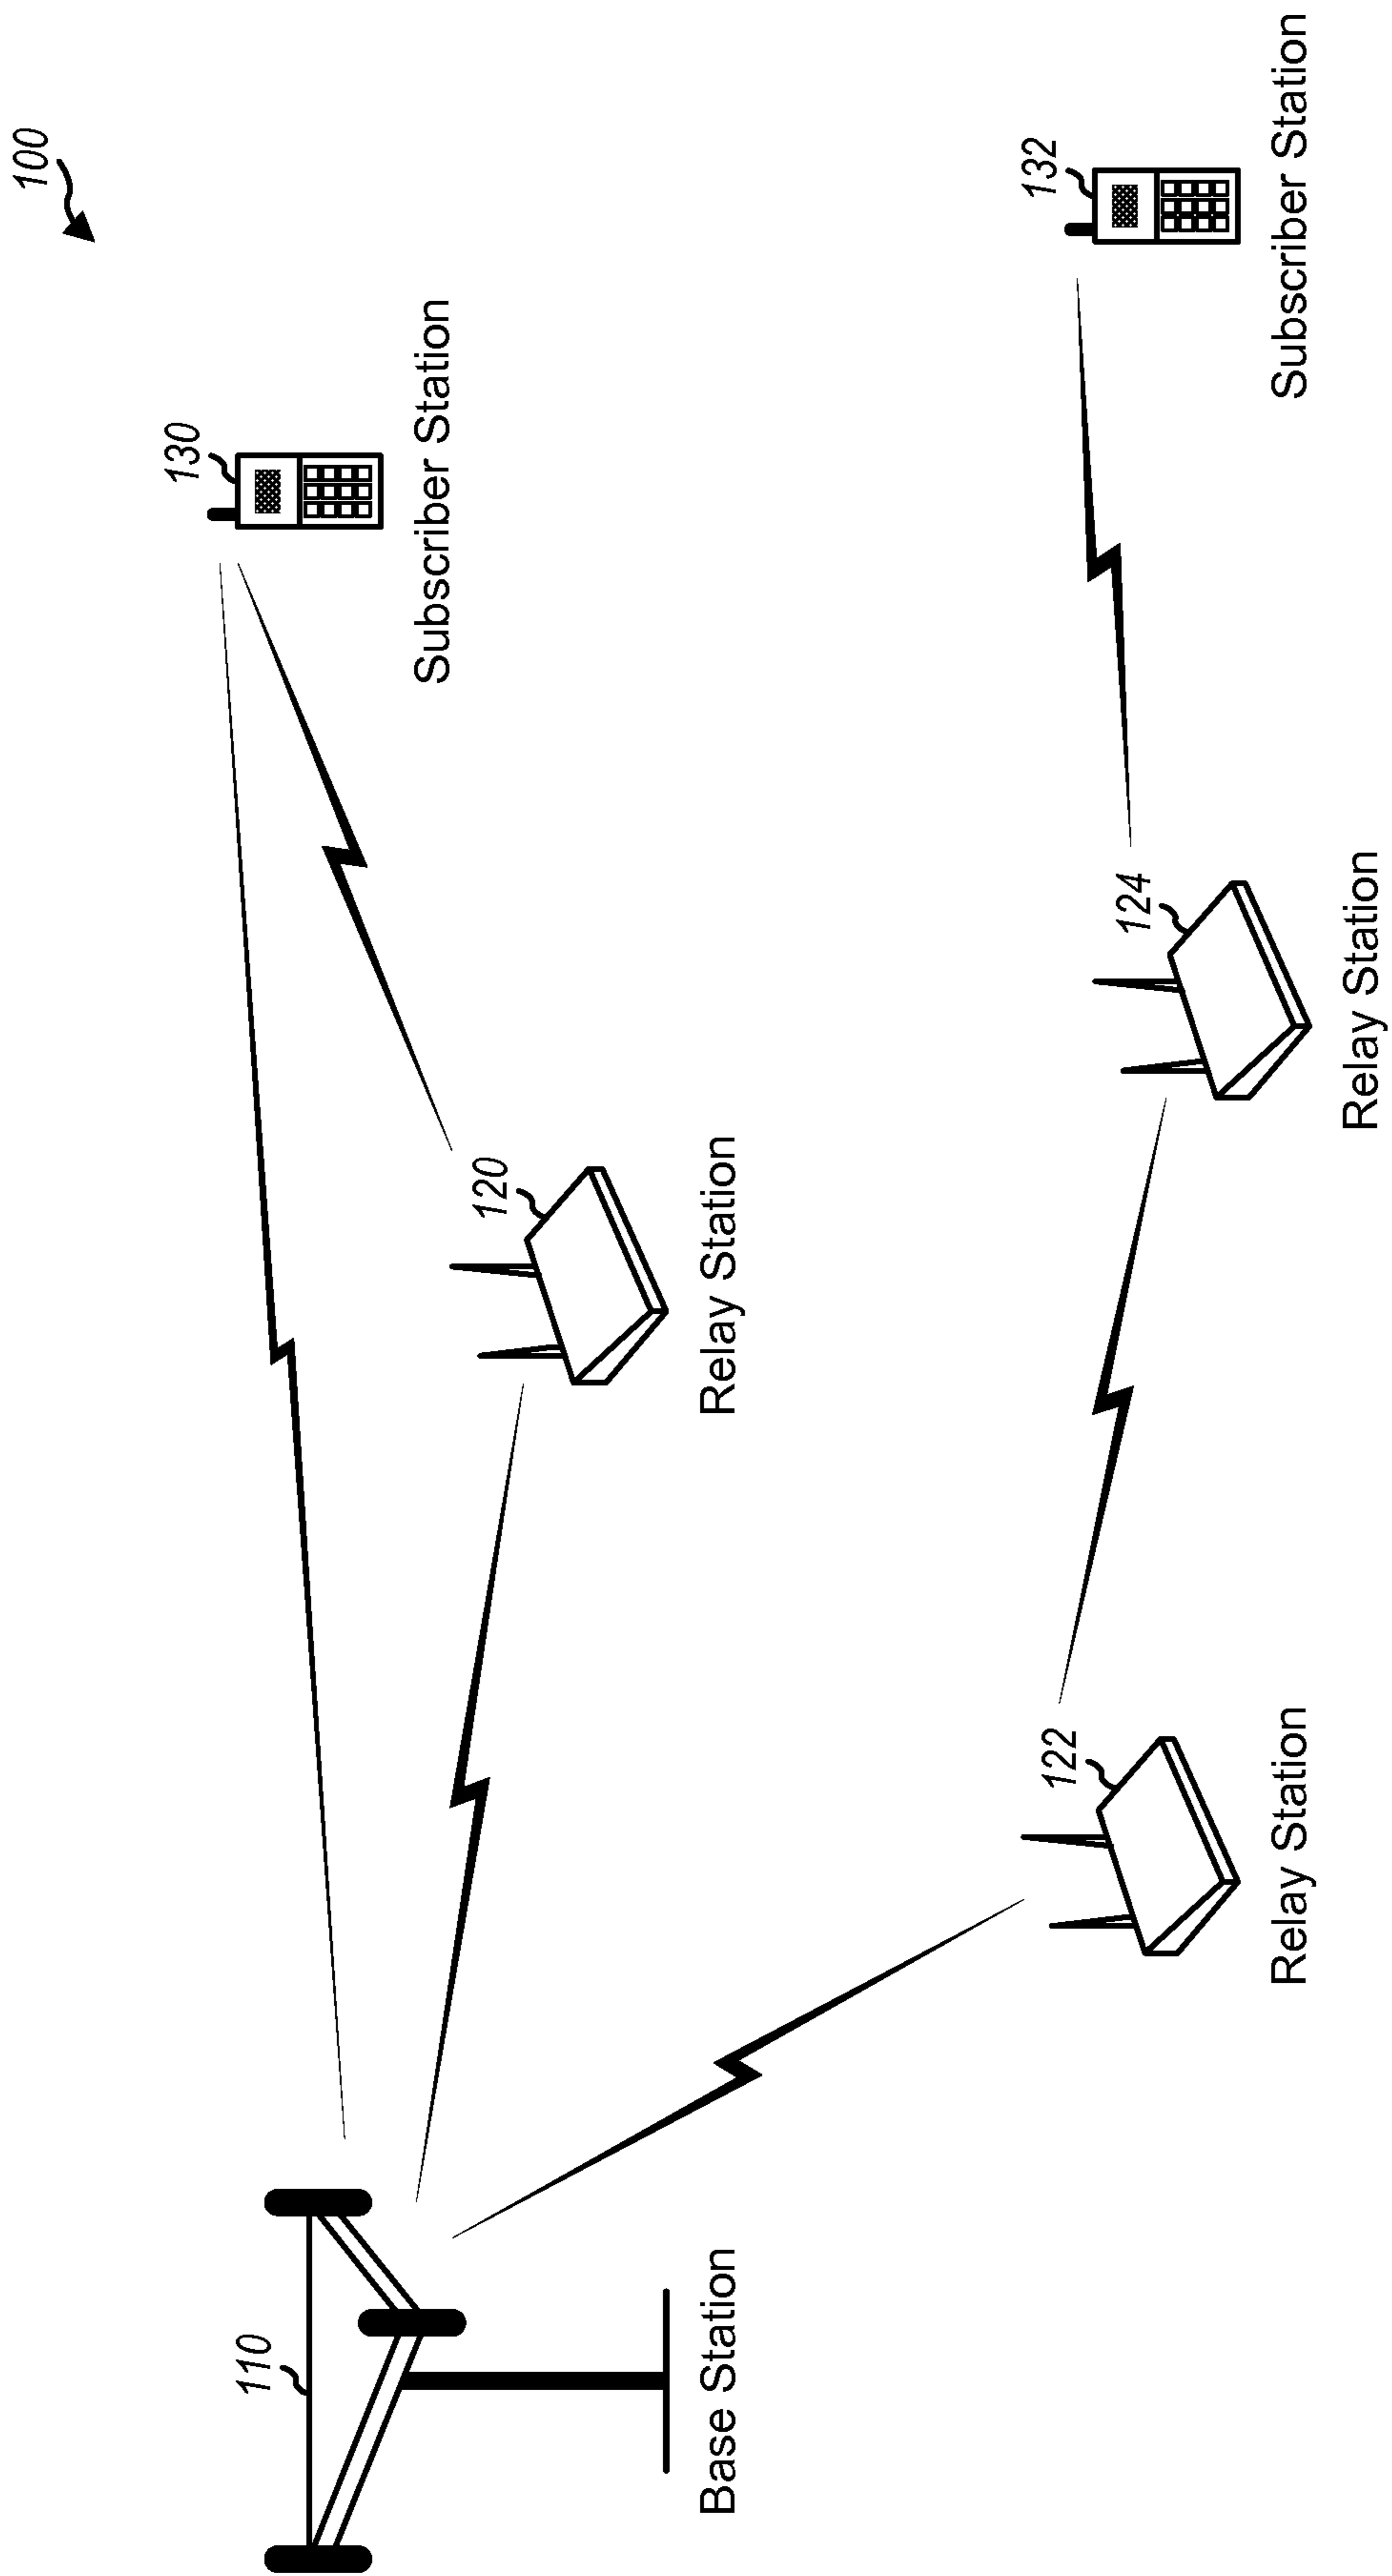 100
130
Subscriber Station
110
120
Relay Station
Base Station
132
Subscriber Station
124
Relay Station
122
Relay Station